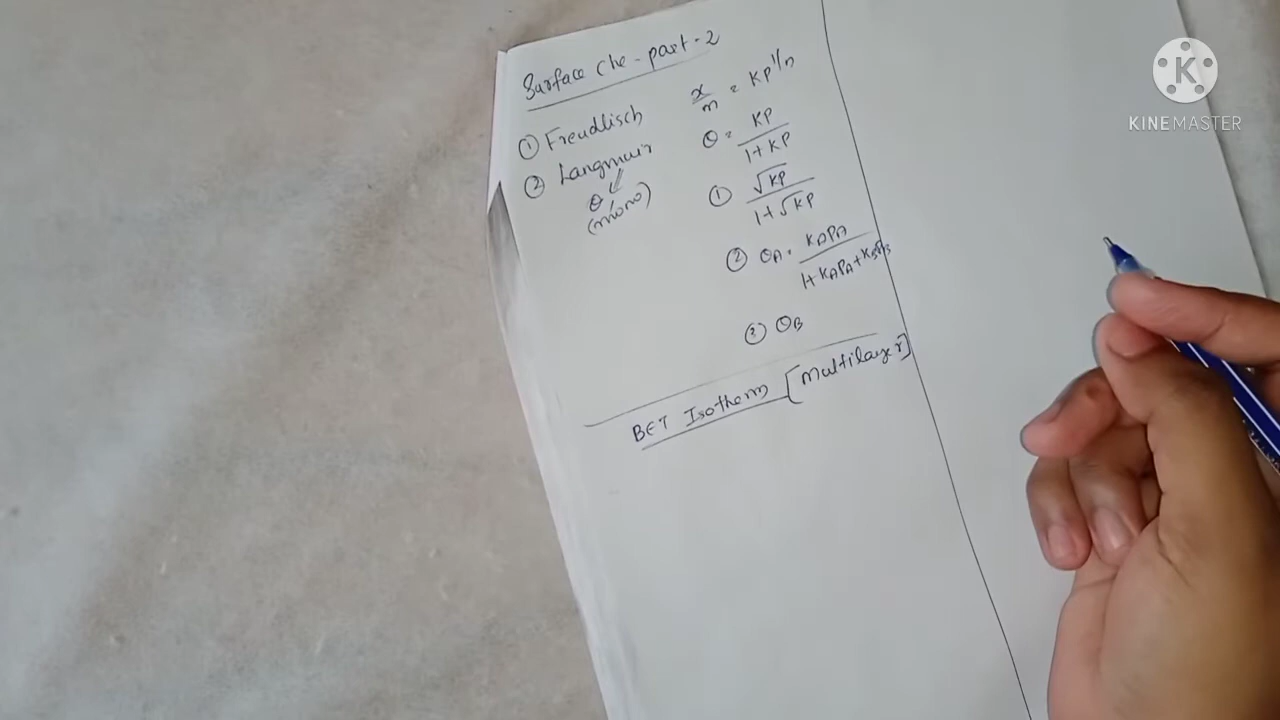 Surface Che - part - 2
① Freudlisch x/m = KP^1/n
② Langmuir θ = KP / 1 + KP
θ
(mono)
① √KP / 1 + √KP
② θA = KAPA / 1 + KAPA + KBPB
② θB
BET Isotherm [Multilayer]
K
KINEMASTER